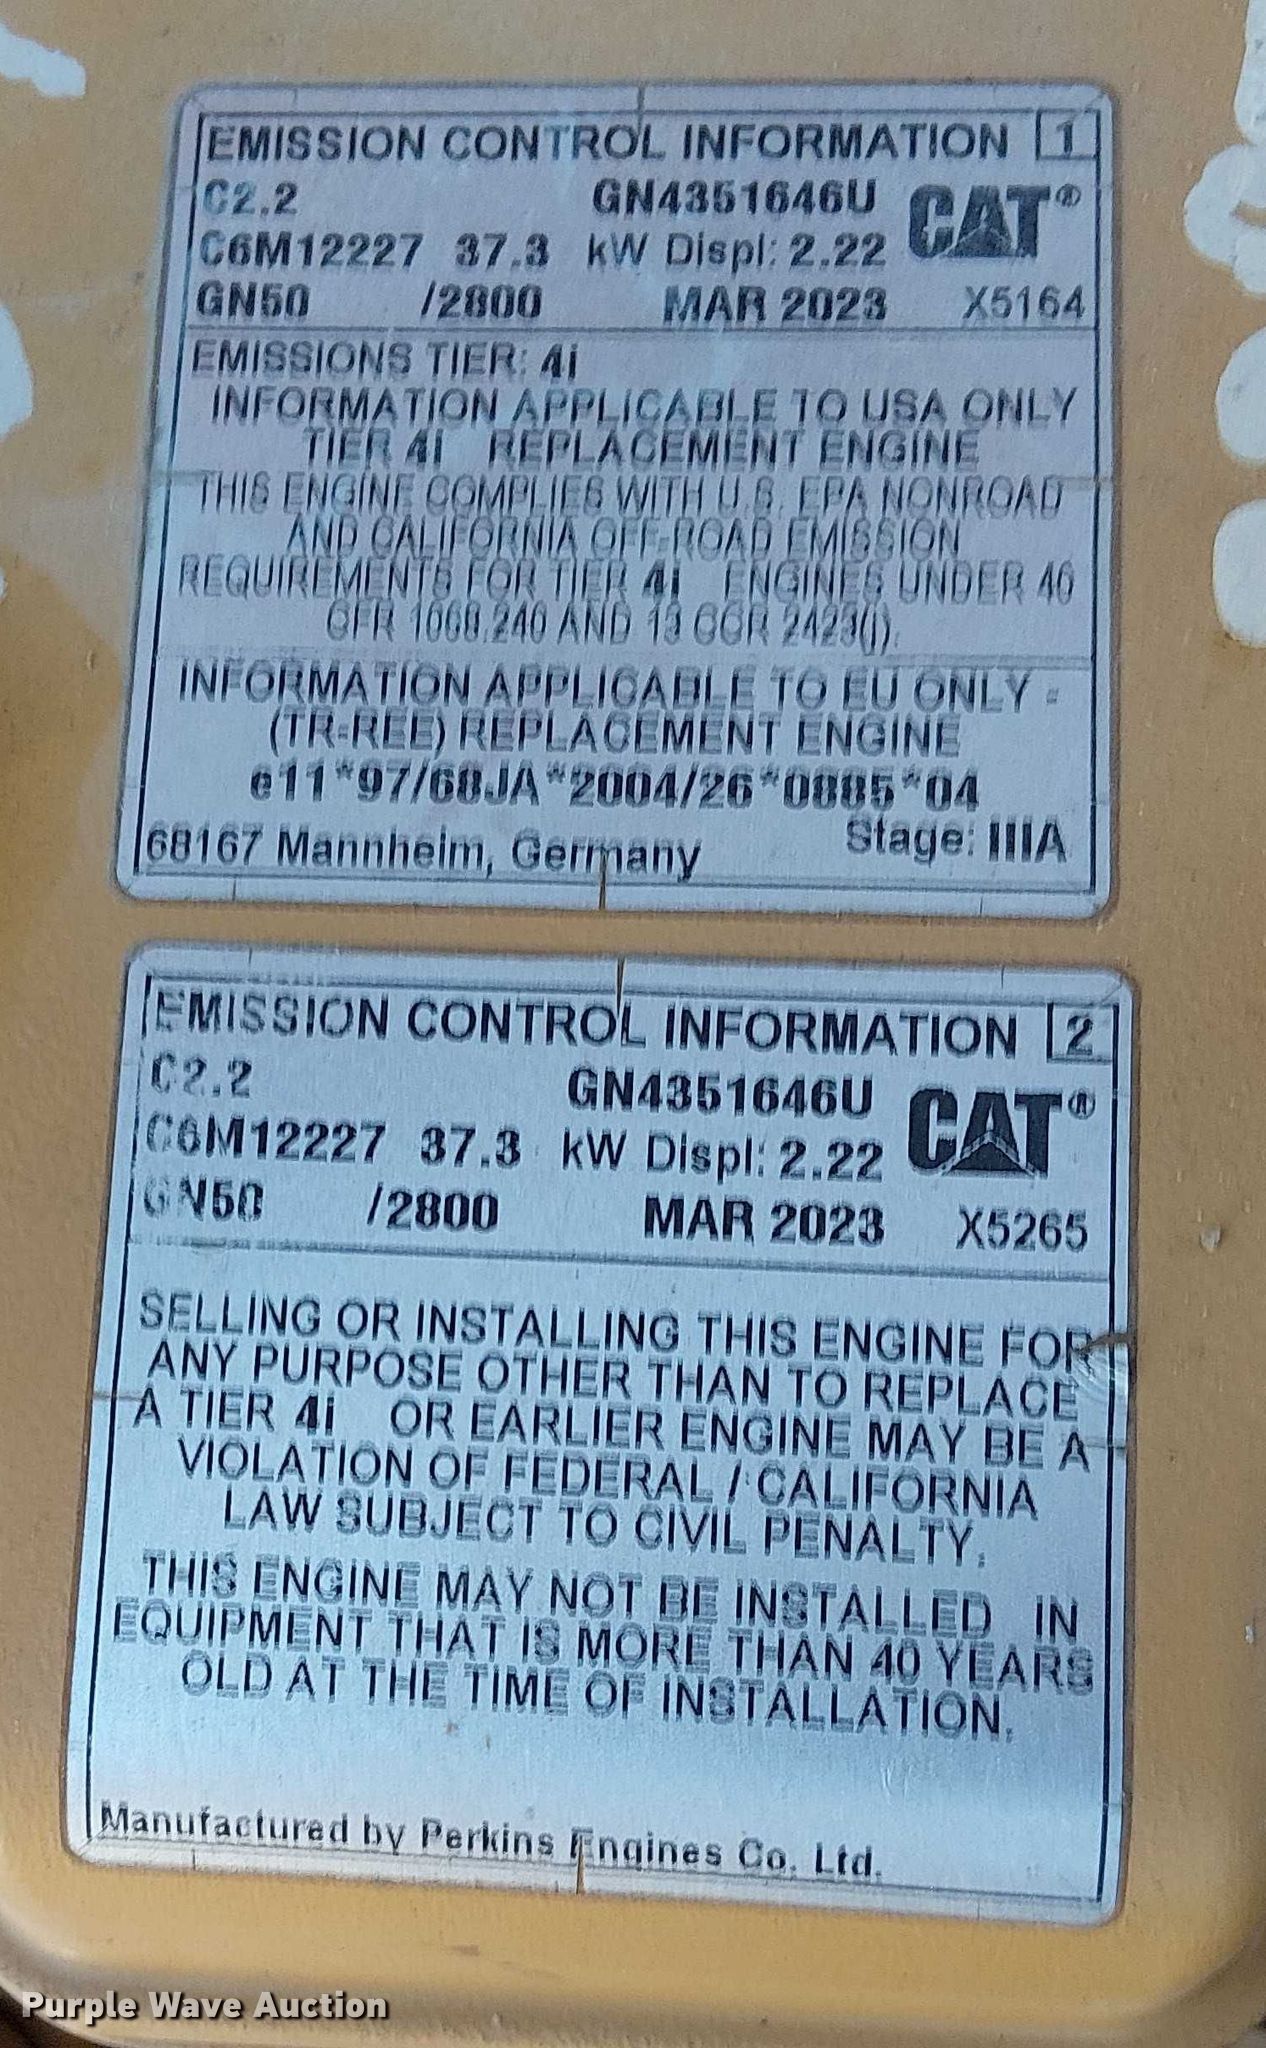 EMISSION CONTROL INFORMATION 1
C2.2 GN4351646U CAT®
C6M12227 37.3 kW Displ: 2.22
GN50 /2800 MAR 2023 X5164
EMISSIONS TIER: 4i
INFORMATION APPLICABLE TO USA ONLY
TIER 4i REPLACEMENT ENGINE
THIS ENGINE COMPLIES WITH U.S. EPA NONROAD
AND CALIFORNIA OFF-ROAD EMISSION
REQUIREMENTS FOR TIER 4i ENGINES UNDER 40
CFR 1068.240 AND 13 CCR 2423(j).
INFORMATION APPLICABLE TO EU ONLY -
(TR-REE) REPLACEMENT ENGINE
e11*97/68JA*2004/26*0885*04
68167 Mannheim, Germany Stage: IIIA
EMISSION CONTROL INFORMATION 2
C2.2 GN4351646U CAT®
C6M12227 37.3 kW Displ: 2.22
GN50 /2800 MAR 2023 X5265
SELLING OR INSTALLING THIS ENGINE FOR
ANY PURPOSE OTHER THAN TO REPLACE
A TIER 4i OR EARLIER ENGINE MAY BE A
VIOLATION OF FEDERAL / CALIFORNIA
LAW SUBJECT TO CIVIL PENALTY.
THIS ENGINE MAY NOT BE INSTALLED IN
EQUIPMENT THAT IS MORE THAN 40 YEARS
OLD AT THE TIME OF INSTALLATION.
Manufactured by Perkins Engines Co. Ltd.
Purple Wave Auction